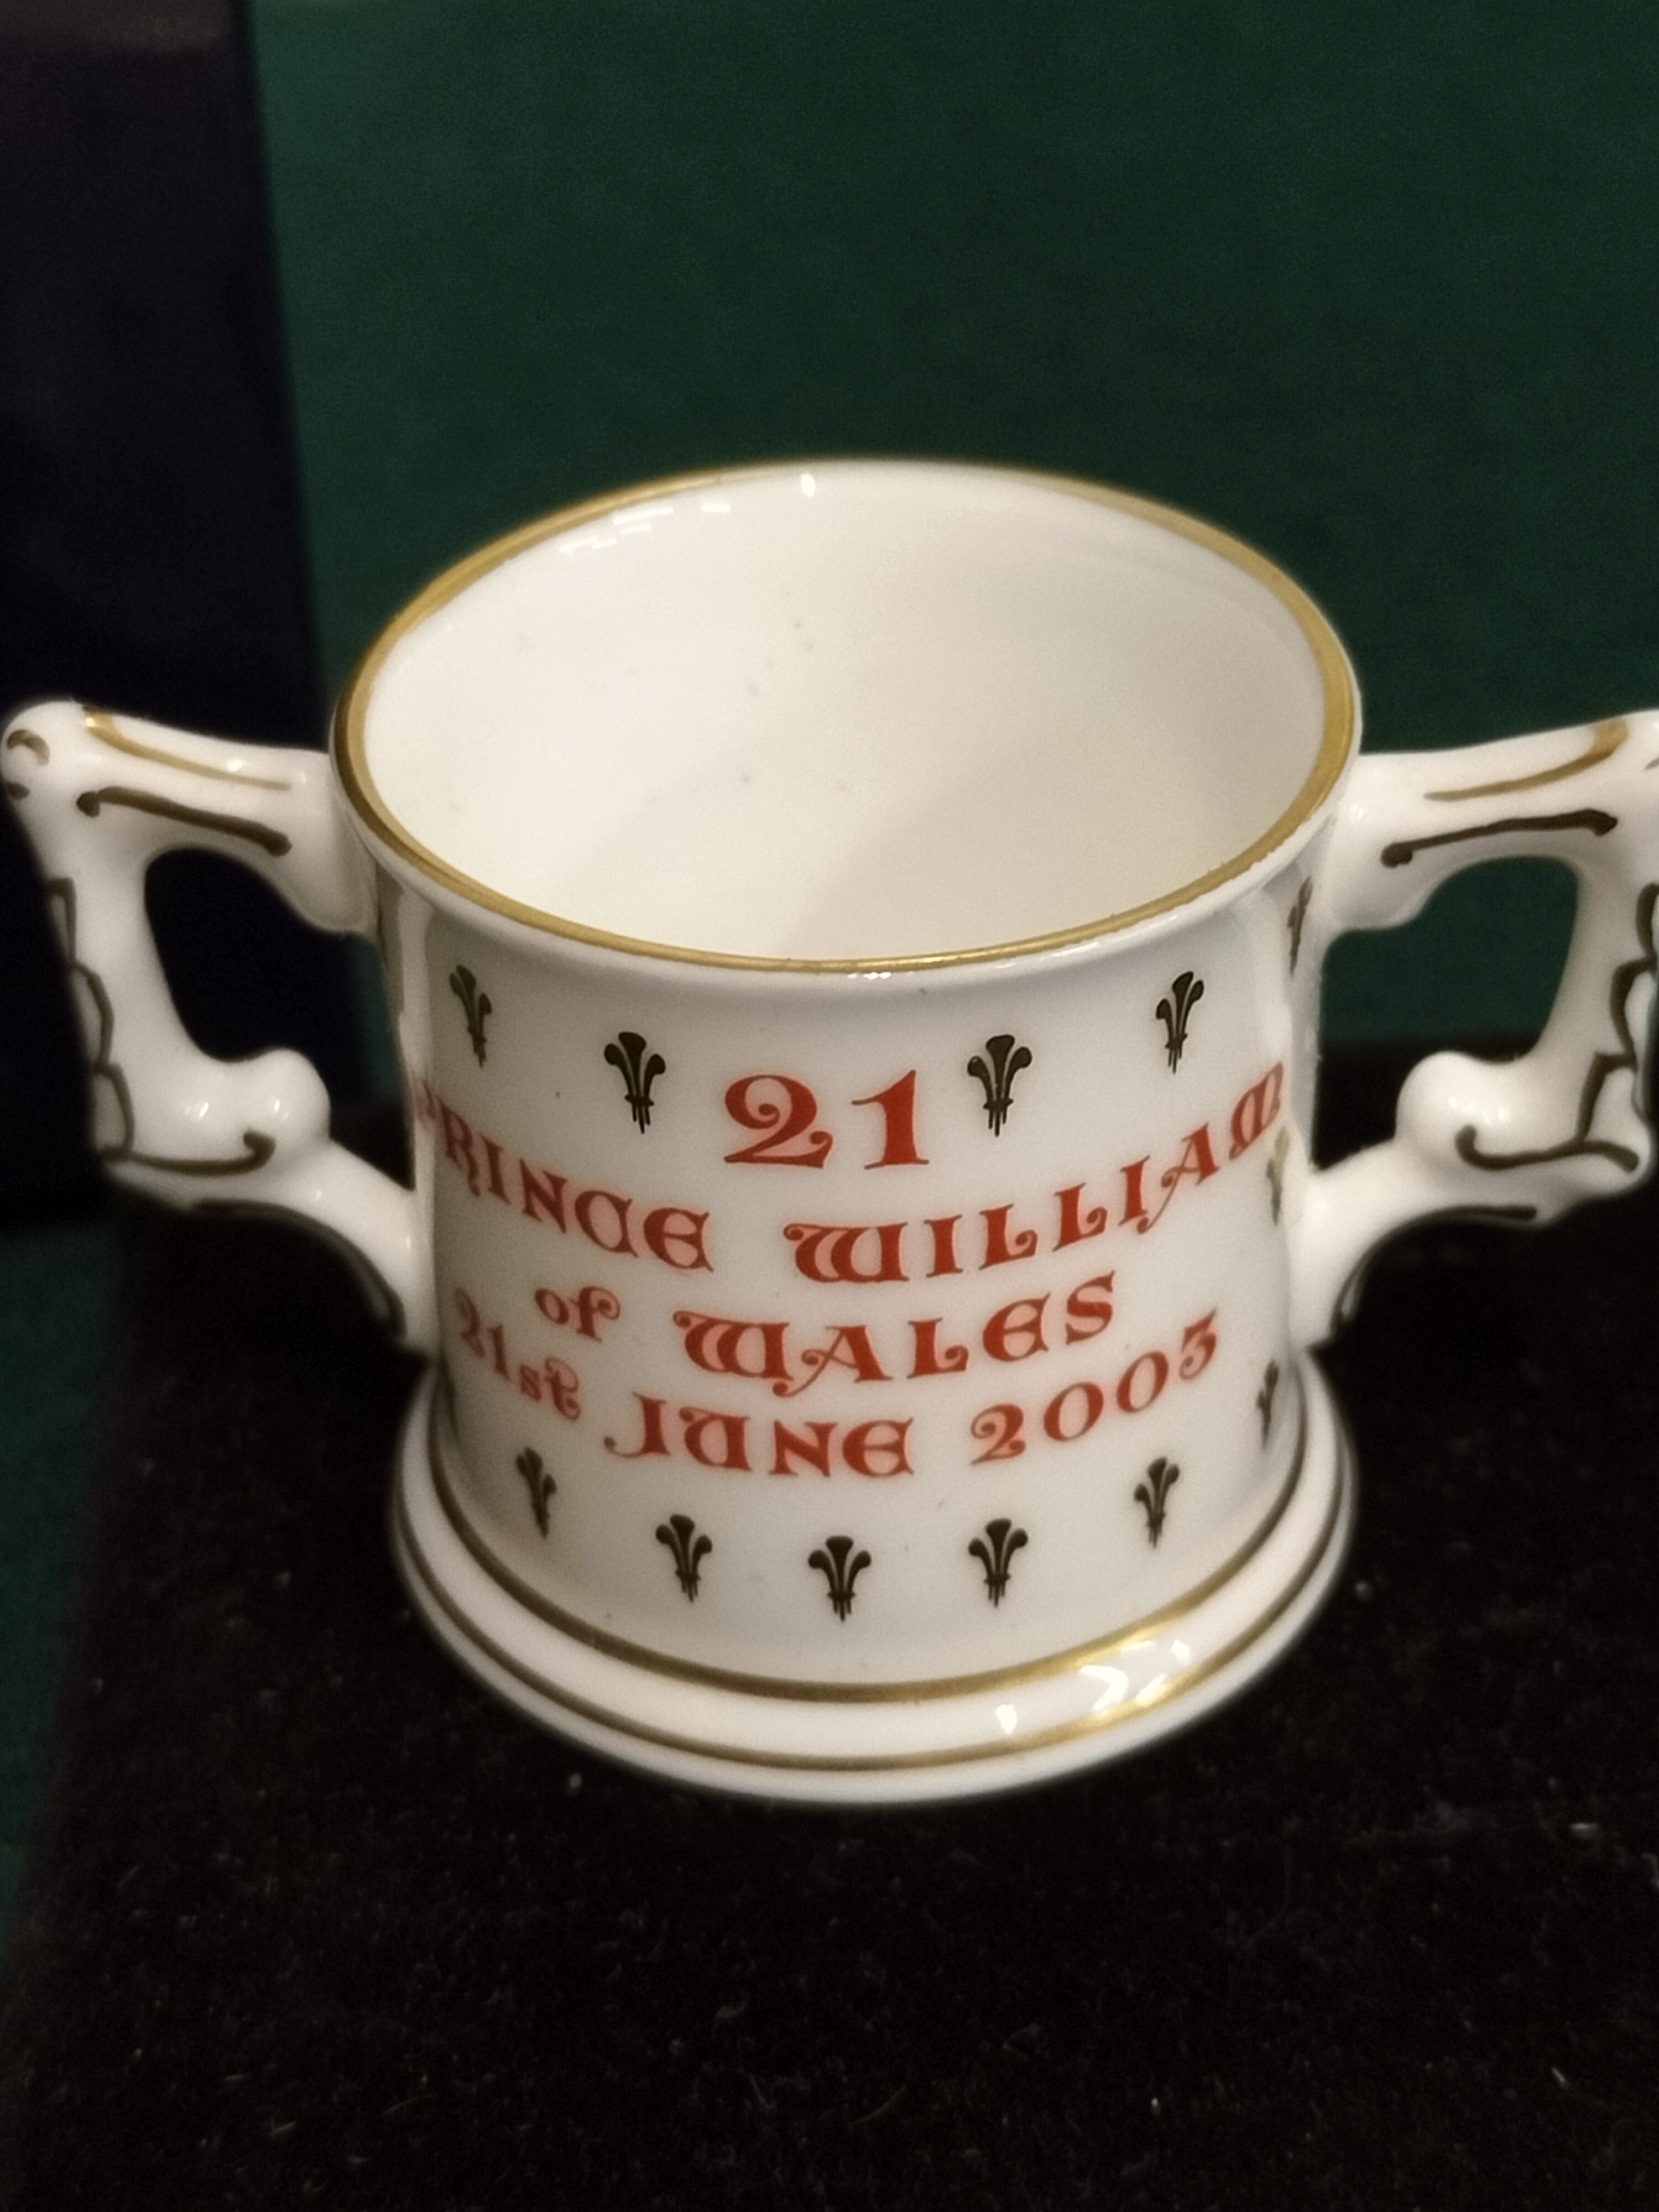 21
PRINCE WILLIAM
of WALES
21st JUNE 2003